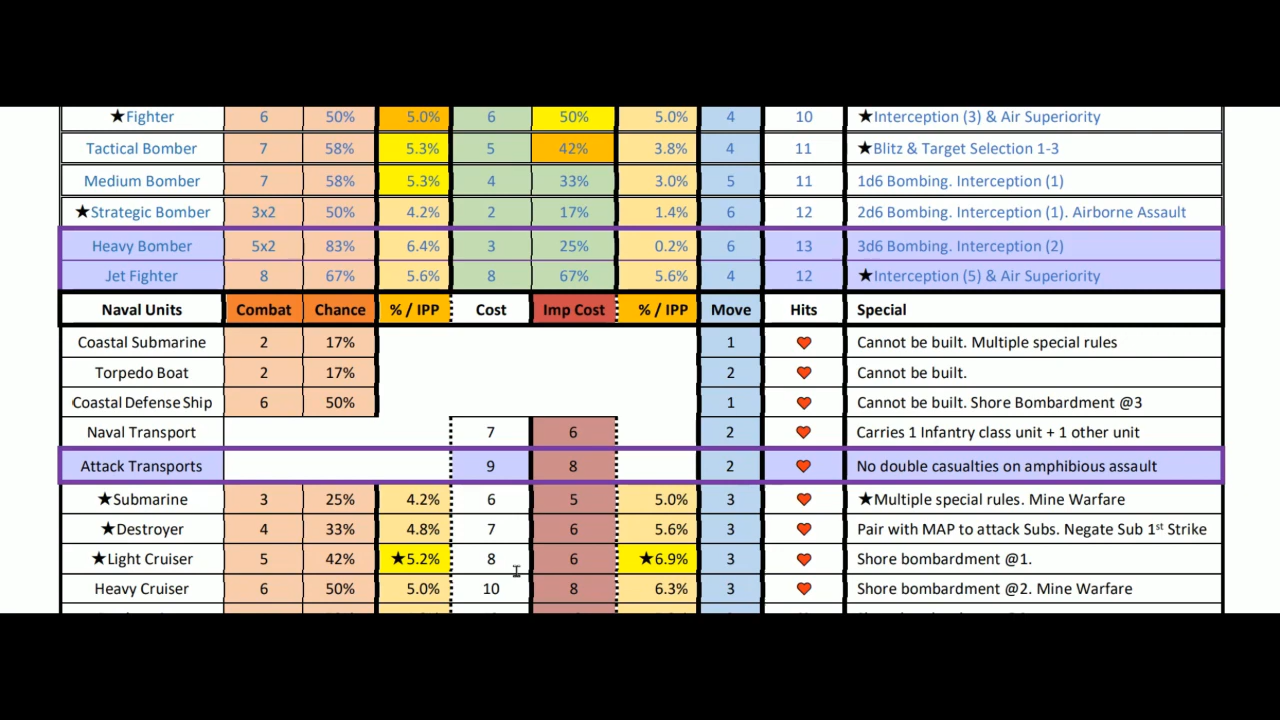 ★Fighter 6 50% 5.0% 6 50% 5.0% 4 10 ★Interception (3) & Air Superiority
Tactical Bomber 7 58% 5.3% 5 42% 3.8% 4 11 ★Blitz & Target Selection 1-3
Medium Bomber 7 58% 5.3% 4 33% 3.0% 5 11 1d6 Bombing. Interception (1)
★Strategic Bomber 3x2 50% 4.2% 2 17% 1.4% 6 12 2d6 Bombing. Interception (1). Airborne Assault
Heavy Bomber 5x2 83% 6.4% 3 25% 0.2% 6 13 3d6 Bombing. Interception (2)
Jet Fighter 8 67% 5.6% 8 67% 5.6% 4 12 ★Interception (5) & Air Superiority
Naval Units Combat Chance % / IPP Cost Imp Cost % / IPP Move Hits Special
Coastal Submarine 2 17% 1 ♥ Cannot be built. Multiple special rules
Torpedo Boat 2 17% 2 ♥ Cannot be built.
Coastal Defense Ship 6 50% 1 ♥ Cannot be built. Shore Bombardment @3
Naval Transport 7 6 2 ♥ Carries 1 Infantry class unit + 1 other unit
Attack Transports 9 8 2 ♥ No double casualties on amphibious assault
★Submarine 3 25% 4.2% 6 5 5.0% 3 ♥ ★Multiple special rules. Mine Warfare
★Destroyer 4 33% 4.8% 7 6 5.6% 3 ♥ Pair with MAP to attack Subs. Negate Sub 1st Strike
★Light Cruiser 5 42% ★5.2% 8 6 ★6.9% 3 ♥ Shore bombardment @1.
Heavy Cruiser 6 50% 5.0% 10 8 6.3% 3 ♥ Shore bombardment @2. Mine Warfare